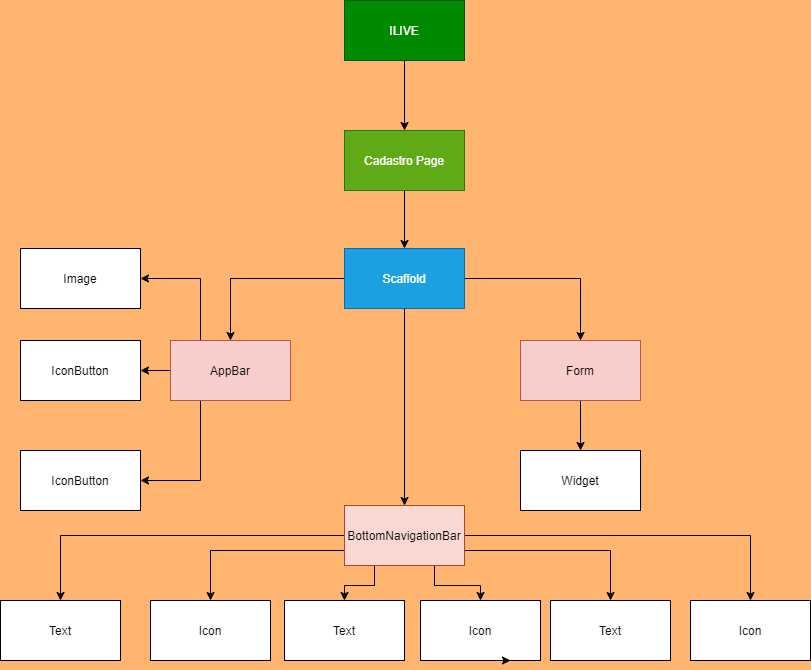 ILIVE
Cadastro Page
Scaffold
Image
IconButton
AppBar
Form
IconButton
Widget
BottomNavigationBar
Text
Icon
Text
Icon
Text
Icon